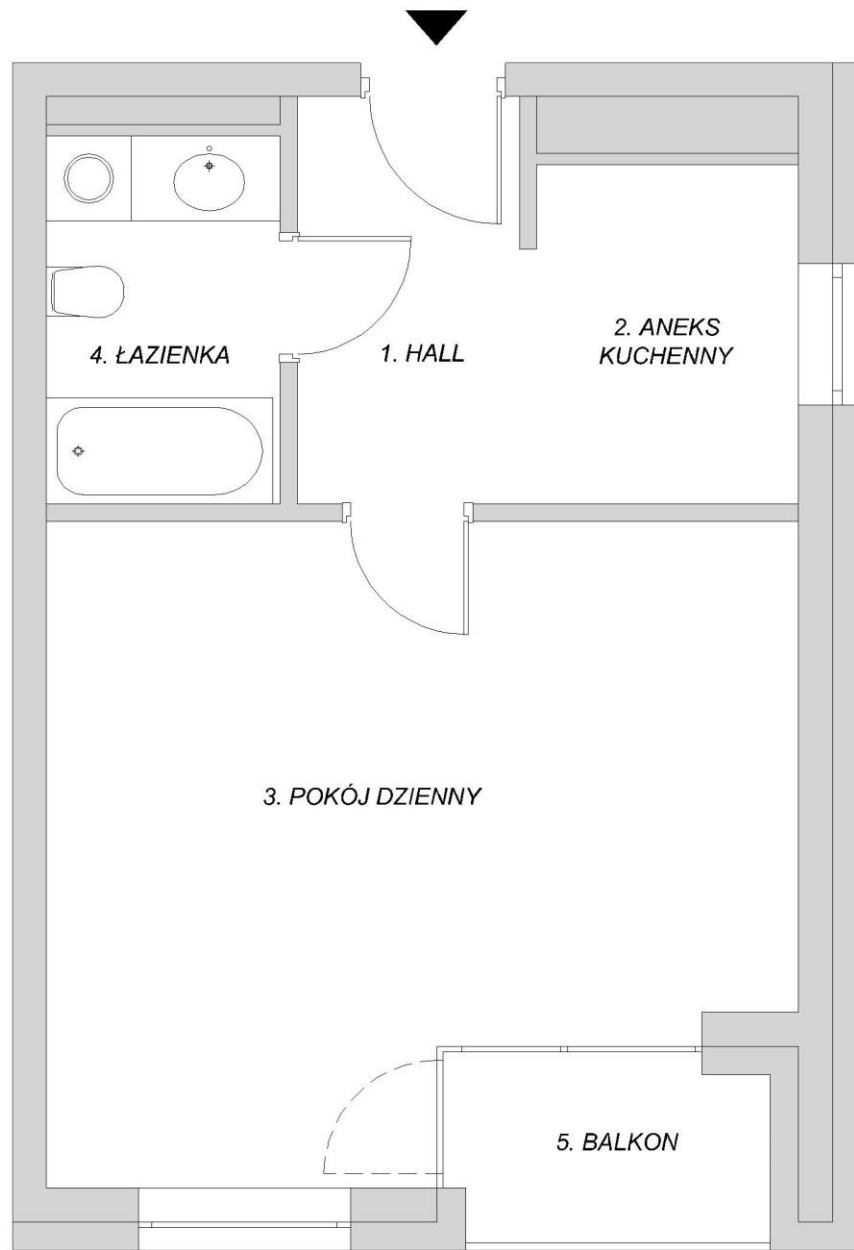 2. ANEKS
KUCHENNY
4. ŁAZIENKA
1. HALL
3. POKÓJ DZIENNY
5. BALKON